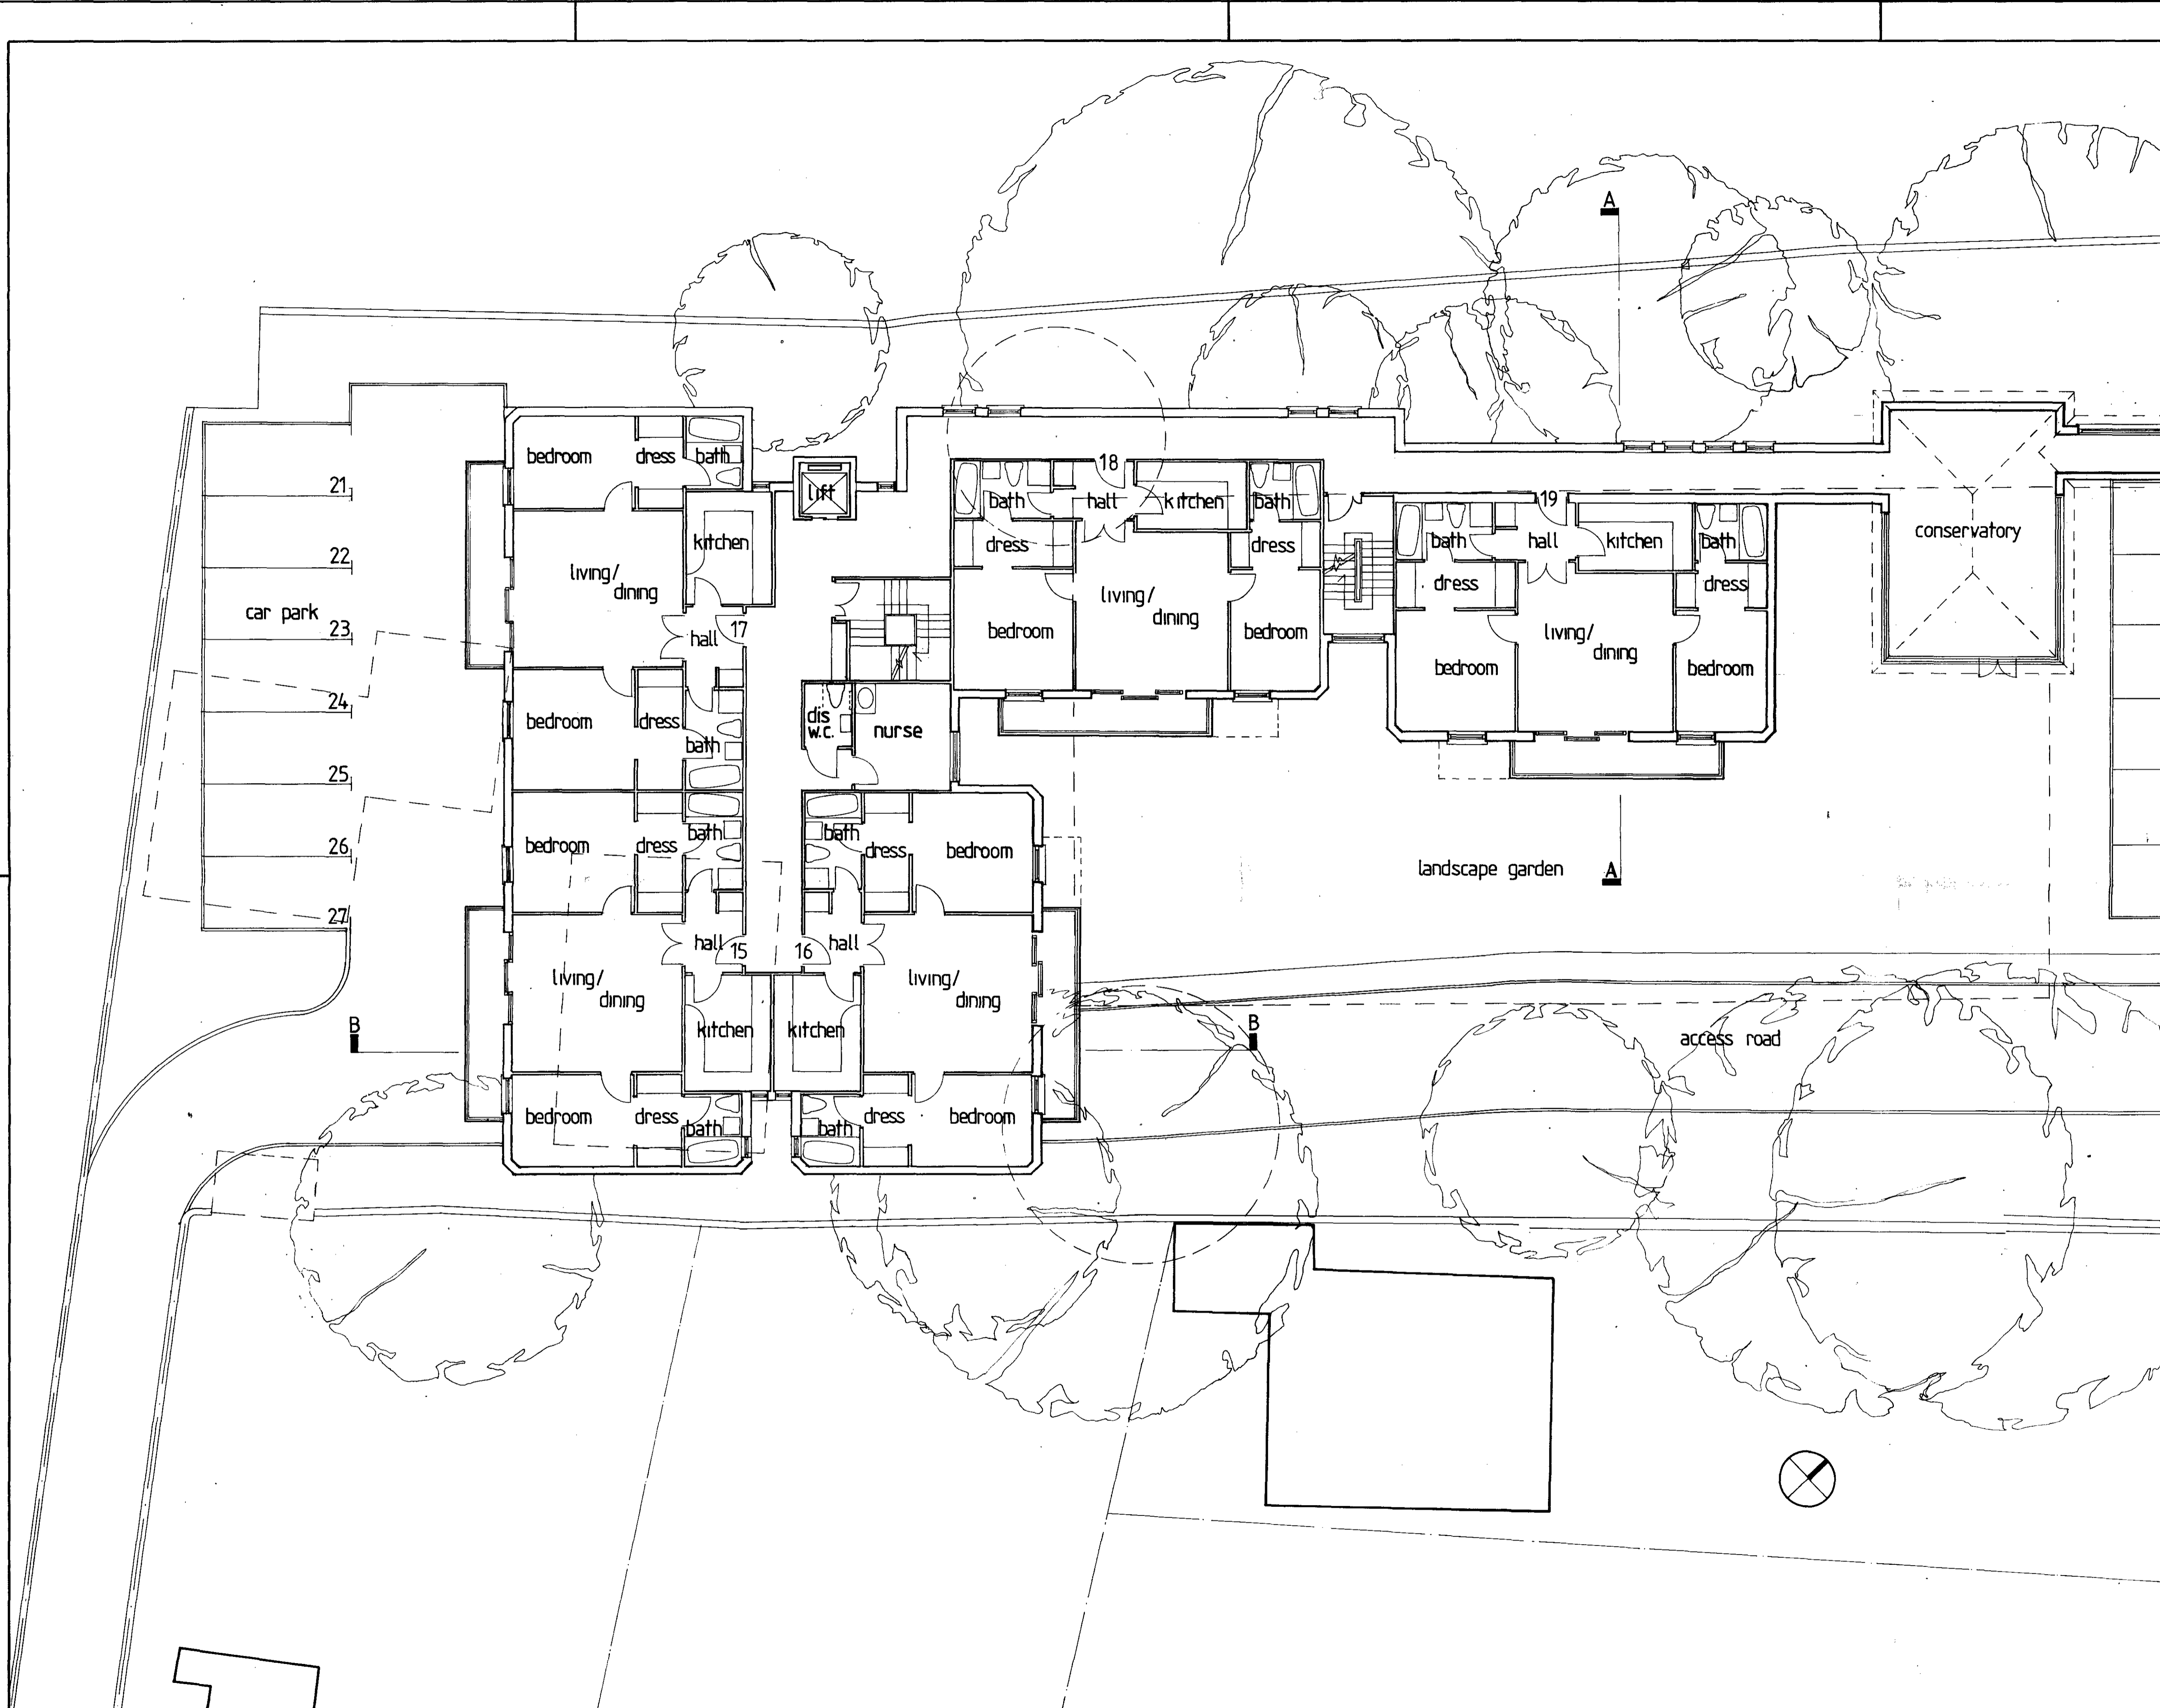 A
bedroom dress bath
lift
18
bath hall kitchen bath
21
19
kitchen
bath hall kitchen bath
conservatory
dress dress
22
living/
dining
dress dress
car park
living/
dining
23
hall 17
bedroom bedroom
living/
dining
bedroom bedroom
24
bedroom dress
bath
dis
w.c.
nurse
25
26
bedroom dress bath
bath dress bedroom
landscape garden
A
27
hall 15
16 hall
living/
dining
living/
dining
B
kitchen kitchen
B
access road
bedroom dress bath
bath dress bedroom